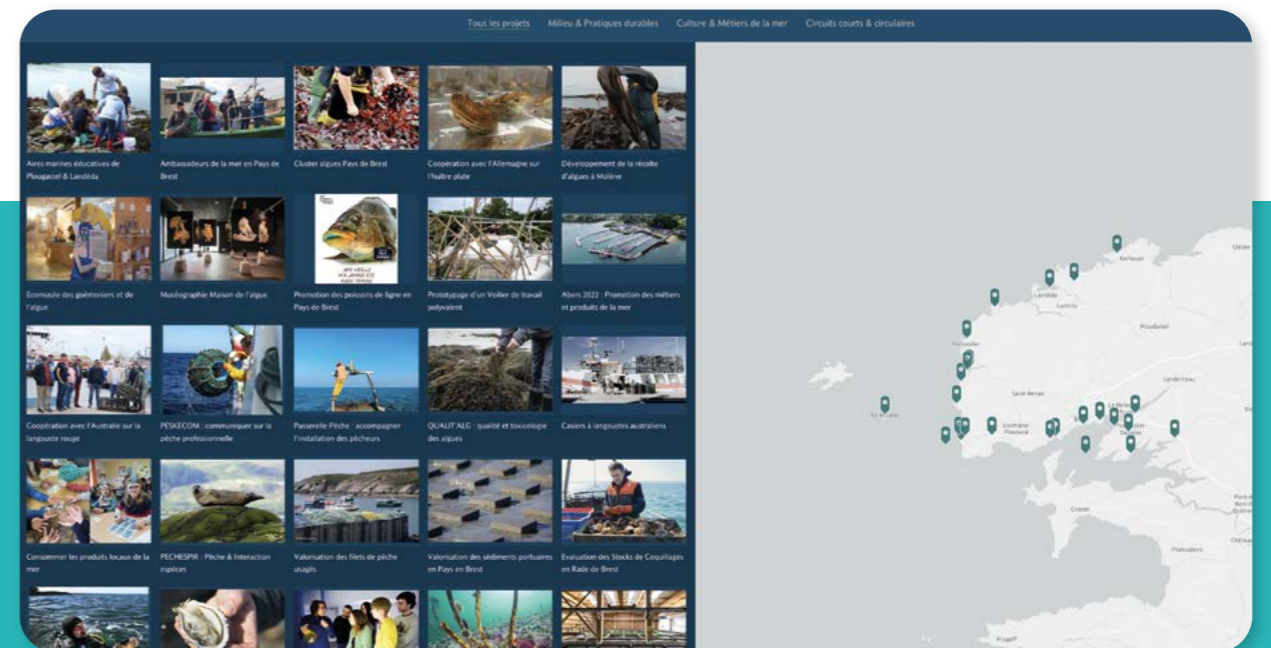 Tous les projets Milieu & Pratiques durables Culture & Métiers de la mer Circuits courts & circulaires
Aires marines éducatives de
Plougastel & Landéda
Ambassadeurs de la mer en Pays de
Brest
Cluster algues Pays de Brest
Coopération avec l'Allemagne sur
l'huître plate
Développement de la récolte
d'algues à Molène
Ecomusée des goémoniers et de
l'algue
Muséographie Maison de l'algue
Promotion des poissons de ligne en
Pays de Brest
Prototypage d'un Voilier de travail
polyvalent
Abers 2022 : Promotion des métiers
et produits de la mer
Coopération avec l'Australie sur la
langouste rouge
PESKECOM : communiquer sur la
pêche professionnelle
Passerelle Pêche : accompagner
l'installation des pêcheurs
QUALIT'ALG : qualité et toxicologie
des algues
Casiers à langoustes australiens
Consommer les produits locaux de la
mer
PECHESPIR : Pêche & Interaction
espèces
Valorisation des filets de pêche
usagés
Valorisation des sédiments portuaires
en Pays en Brest
Evaluation des Stocks de Coquillages
en Rade de Brest
Kerlouan
Landéda
Lannilis
Ploudaniel
Landerneau
Saint-Renan
Locmaria-
Plouzané
Crozon